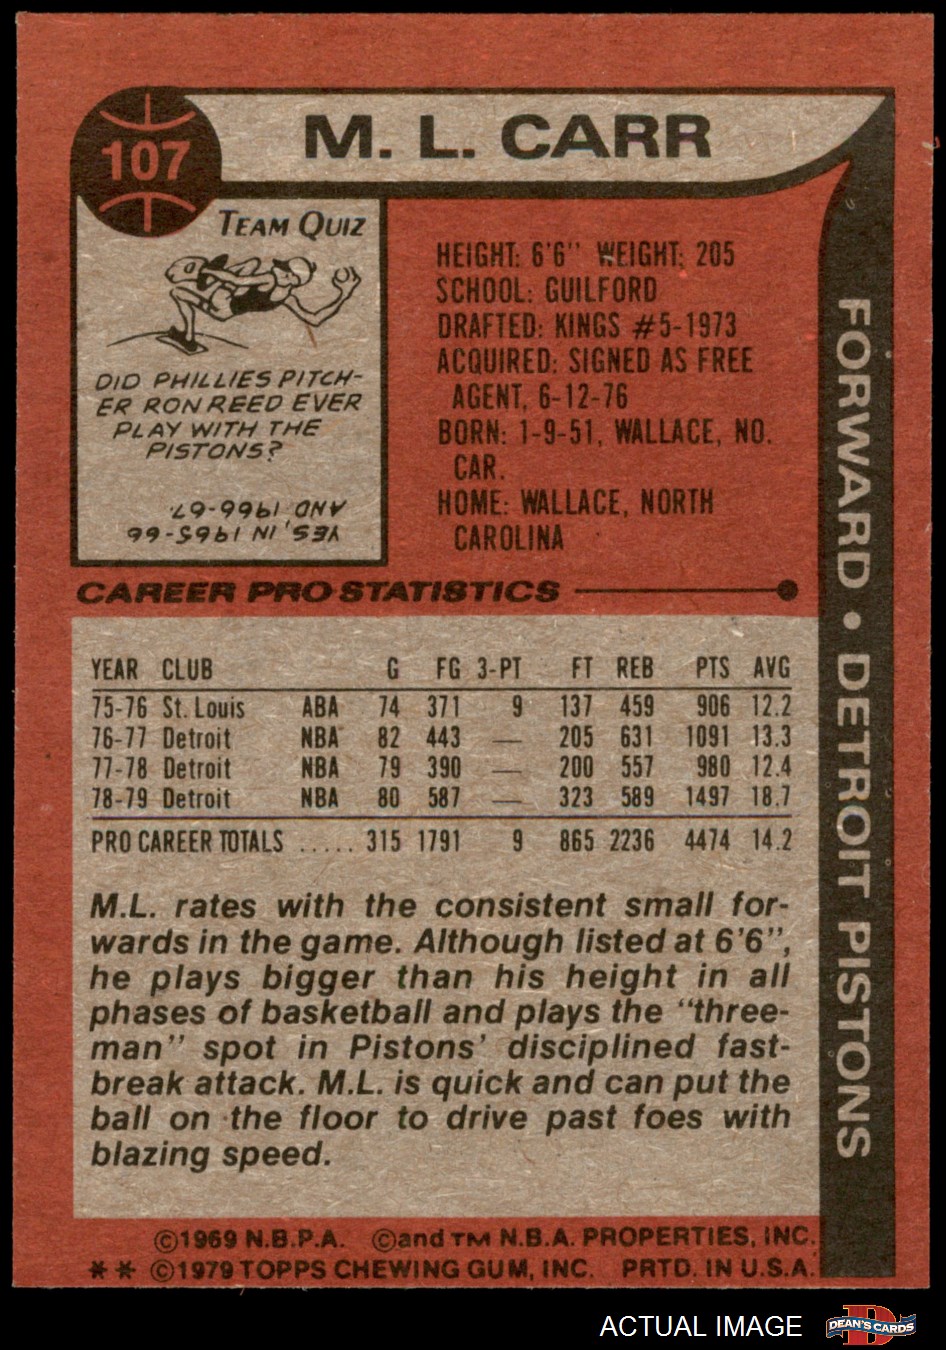 107
M. L. CARR
TEAM QUIZ
DID PHILLIES PITCH-
ER RON REED EVER
PLAY WITH THE
PISTONS?
YES, IN 1965-66
AND 1966-67.
HEIGHT: 6'6" WEIGHT: 205
SCHOOL: GUILFORD
DRAFTED: KINGS #5-1973
ACQUIRED: SIGNED AS FREE
AGENT, 6-12-76
BORN: 1-9-51, WALLACE, NO.
CAR.
HOME: WALLACE, NORTH
CAROLINA
FORWARD • DETROIT PISTONS
CAREER PRO STATISTICS
YEAR CLUB G FG 3-PT FT REB PTS AVG
75-76 St. Louis ABA 74 371 9 137 459 906 12.2
76-77 Detroit NBA 82 443 — 205 631 1091 13.3
77-78 Detroit NBA 79 390 — 200 557 980 12.4
78-79 Detroit NBA 80 587 — 323 589 1497 18.7
PRO CAREER TOTALS ..... 315 1791 9 865 2236 4474 14.2
M.L. rates with the consistent small for-
wards in the game. Although listed at 6'6",
he plays bigger than his height in all
phases of basketball and plays the "three-
man" spot in Pistons' disciplined fast-
break attack. M.L. is quick and can put the
ball on the floor to drive past foes with
blazing speed.
©1969 N.B.P.A. ©and TM N.B.A. PROPERTIES, INC.
** ©1979 TOPPS CHEWING GUM, INC. PRTD. IN U.S.A.
ACTUAL IMAGE
DEAN'S CARDS